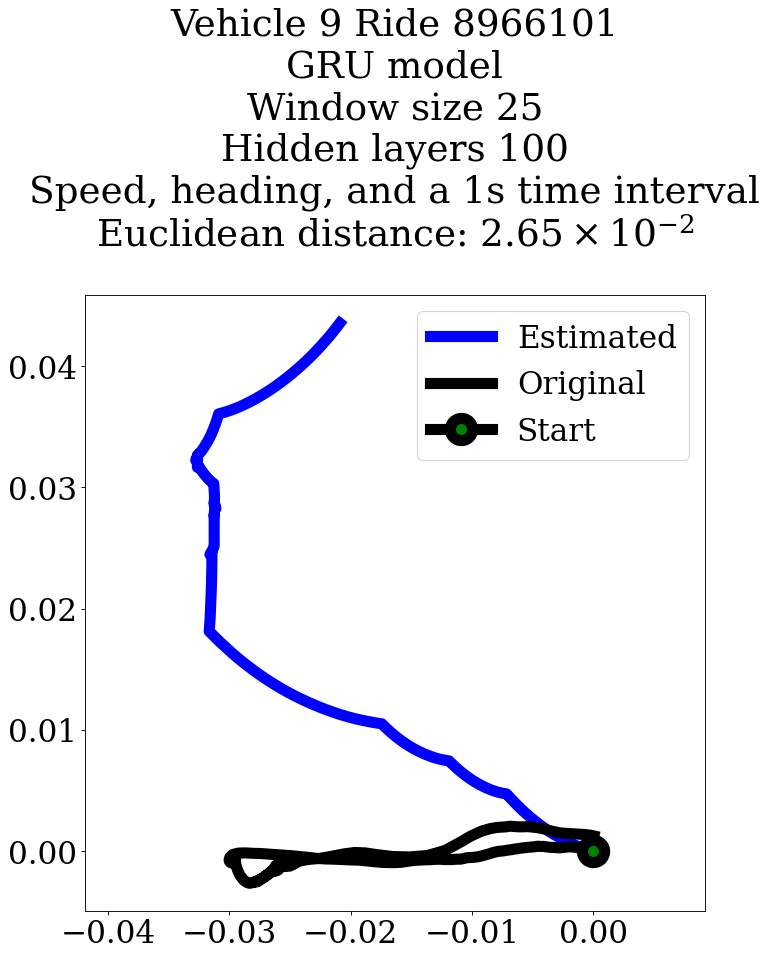 Vehicle 9 Ride 8966101
GRU model
Window size 25
Hidden layers 100
Speed, heading, and a 1s time interval
Euclidean distance: 2.65 × 10⁻²
Estimated
Original
Start
0.04
0.03
0.02
0.01
0.00
−0.04 −0.03 −0.02 −0.01 0.00